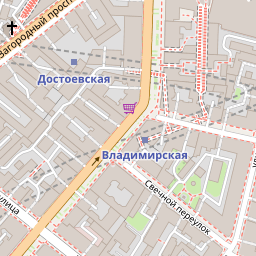 Загородный просп
Достоевская
Владимирская
Свечной переулок
улица